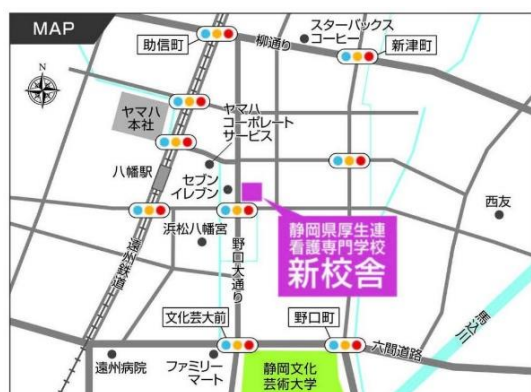 MAP
助信町
柳通り
スターバックス
コーヒー
新津町
N
ヤマハ
本社
ヤマハ
コーポレート
サービス
八幡駅
セブン
イレブン
西友
浜松八幡宮
静岡県厚生連
看護専門学校
新校舎
遠州鉄道
野口大通り
馬込川
文化芸大前
野口町
六間道路
遠州病院
ファミリー
マート
静岡文化
芸術大学